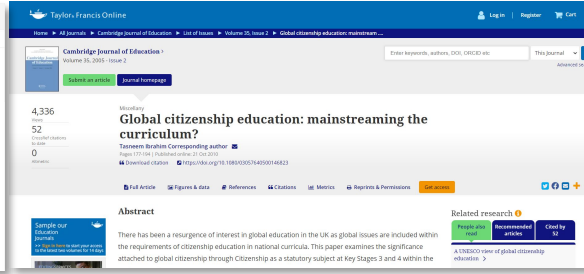 Taylor & Francis Online
Log in | Register Cart
Home ▶ All Journals ▶ Cambridge Journal of Education ▶ List of Issues ▶ Volume 35, Issue 2 ▶ Global citizenship education: mainstream ....
Cambridge Journal of Education
Volume 35, 2005 - Issue 2
Enter keywords, authors, DOI, ORCID etc
This Journal
Advanced se
Submit an article
Journal homepage
4,336
Views
52
CrossRef citations
to date
0
Altmetric
Miscellany
Global citizenship education: mainstreaming the
curriculum?
Tasneem Ibrahim Corresponding author
Pages 177-194 | Published online: 21 Oct 2010
Download citation https://doi.org/10.1080/03057640500146823
Full Article Figures & data References Citations Metrics Reprints & Permissions Get access
Sample our
Education
Journals
>> Sign in here to start your access
to the latest two volumes for 14 days
Abstract
There has been a resurgence of interest in global education in the UK as global issues are included within
the requirements of citizenship education in national curricula. This paper examines the significance
attached to global citizenship through Citizenship as a statutory subject at Key Stages 3 and 4 within the
Related research
People also
read
Recommended
articles
Cited by
52
A UNESCO view of global citizenship
education